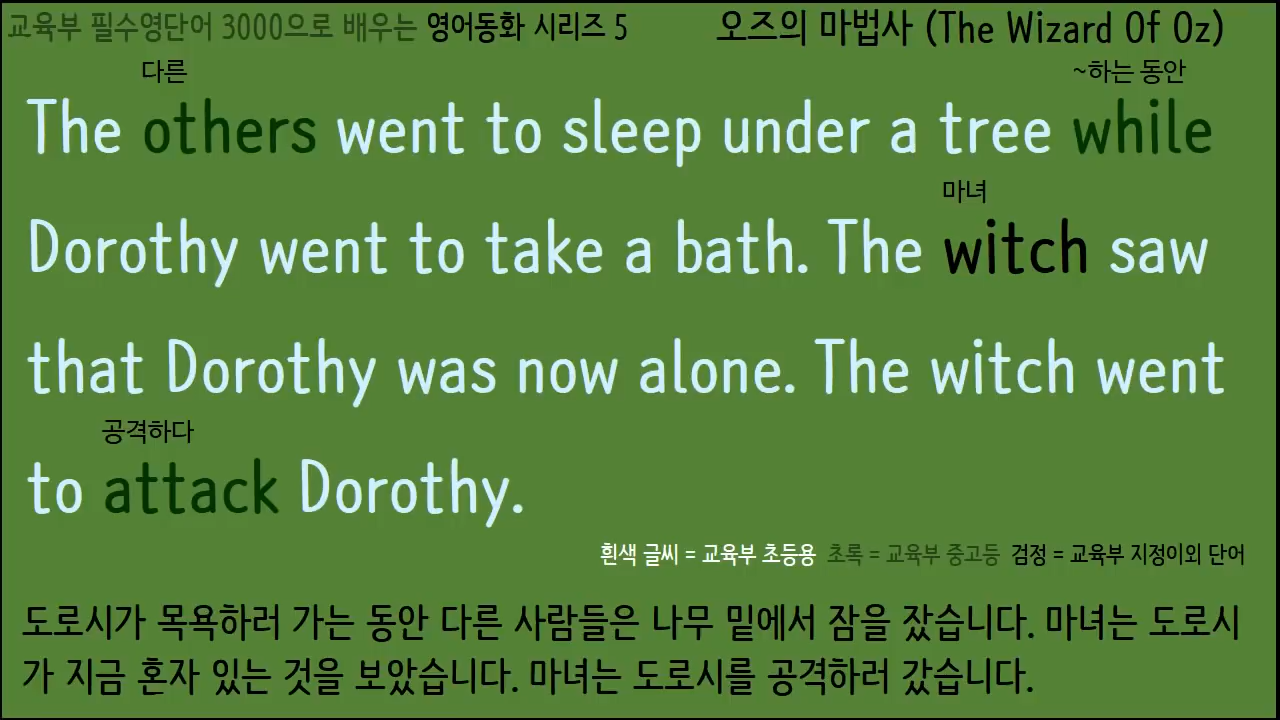 교육부 필수영단어 3000으로 배우는 영어동화 시리즈 5 오즈의 마법사 (The Wizard Of Oz)
다른 ~하는 동안
The others went to sleep under a tree while
마녀
Dorothy went to take a bath. The witch saw
that Dorothy was now alone. The witch went
공격하다
to attack Dorothy.
흰색 글씨 = 교육부 초등용 초록 = 교육부 중고등 검정 = 교육부 지정이외 단어
도로시가 목욕하러 가는 동안 다른 사람들은 나무 밑에서 잠을 잤습니다. 마녀는 도로시
가 지금 혼자 있는 것을 보았습니다. 마녀는 도로시를 공격하러 갔습니다.